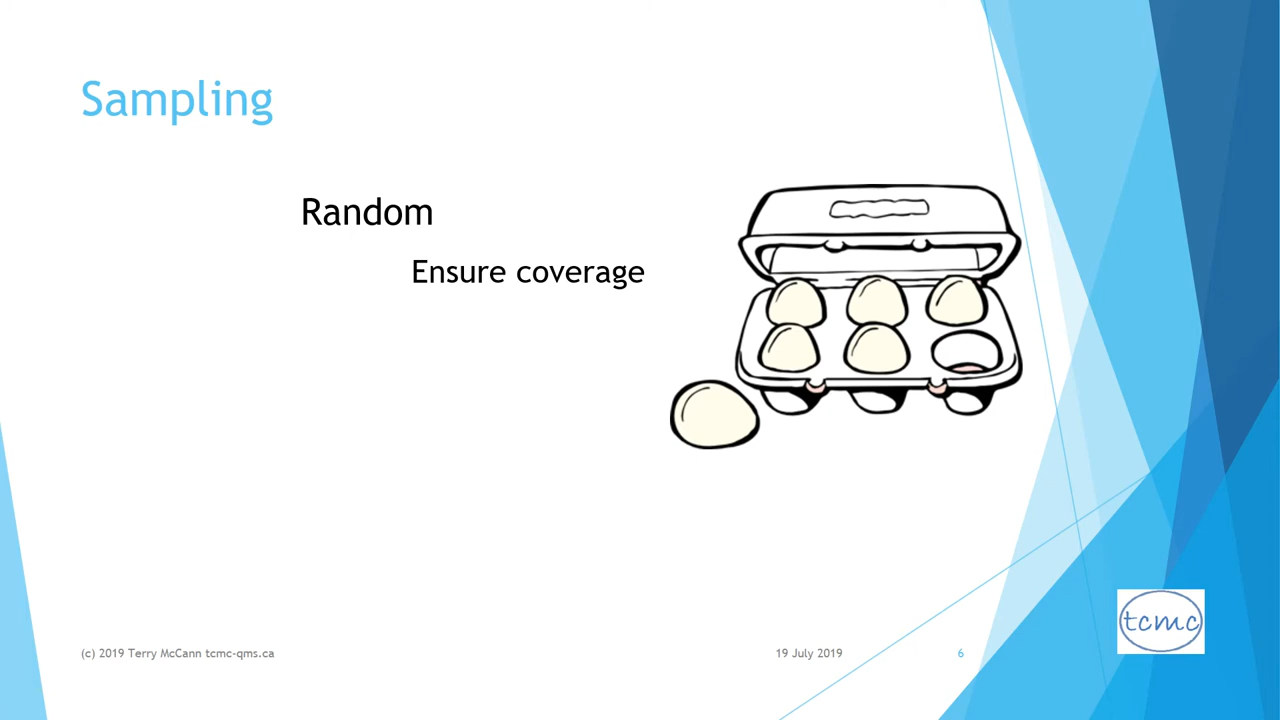 Sampling
Random
Ensure coverage
tcmc
(c) 2019 Terry McCann tcmc-qms.ca
19 July 2019
6